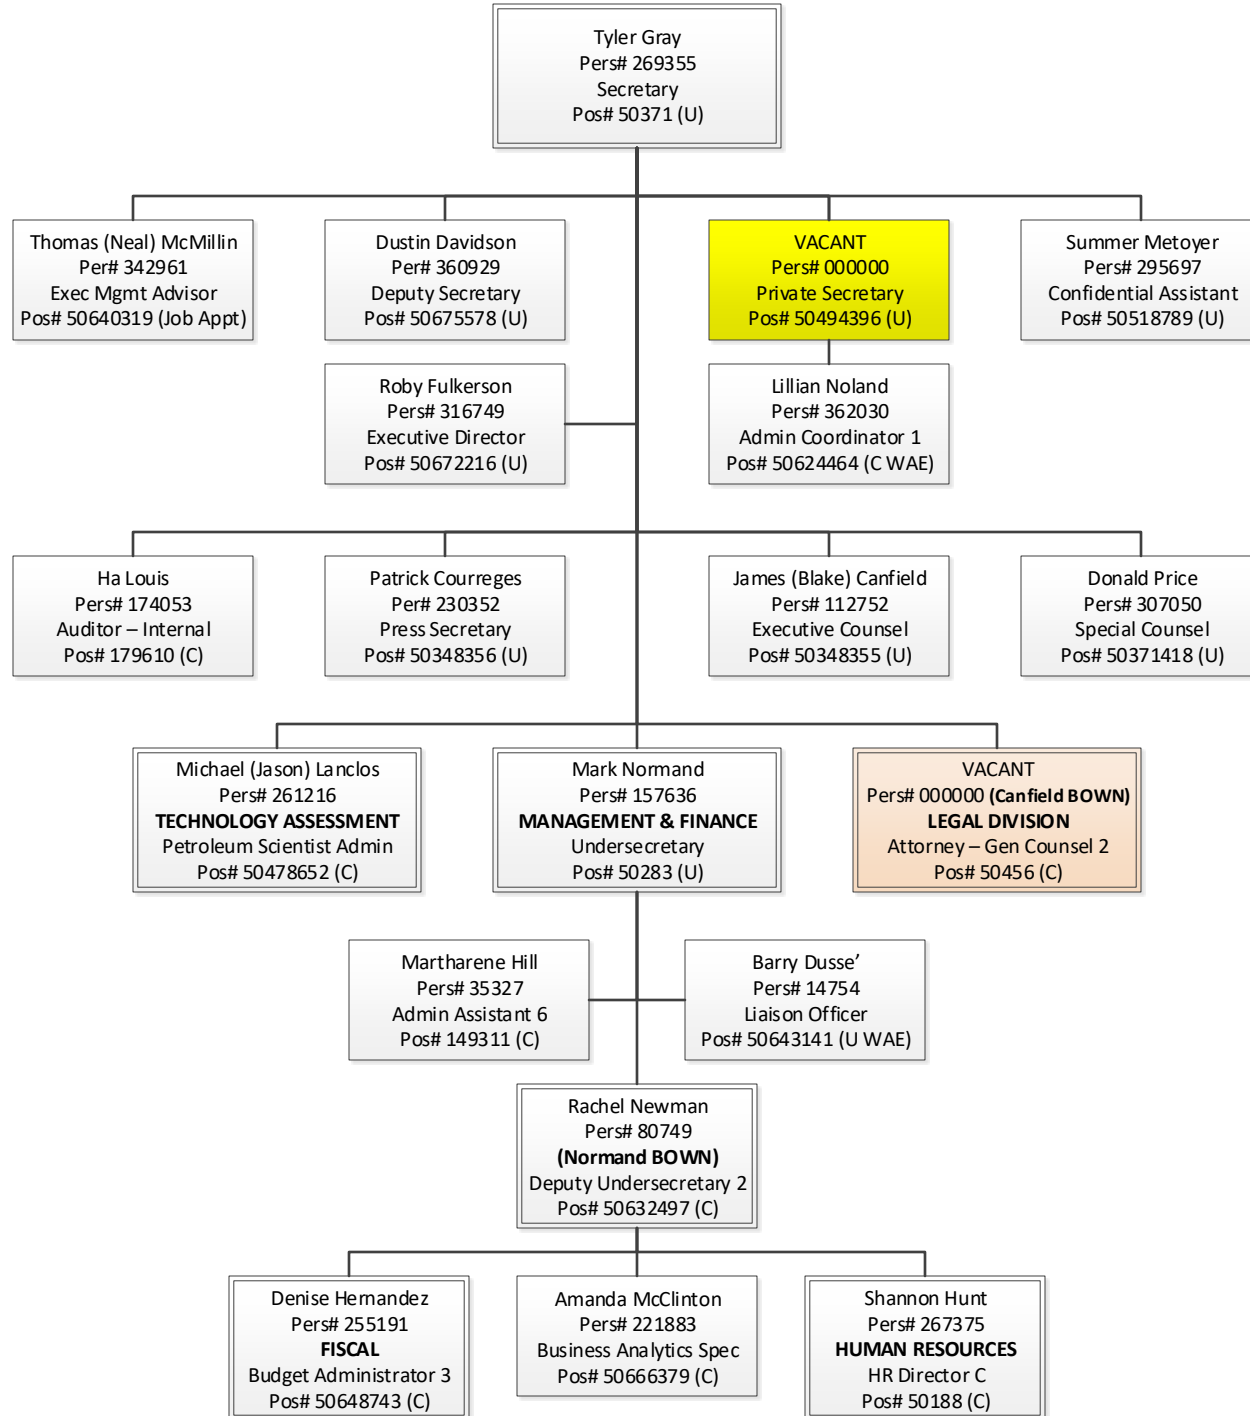 Tyler Gray
Pers# 269355
Secretary
Pos# 50371 (U)
Thomas (Neal) McMillin
Per# 342961
Exec Mgmt Advisor
Pos# 50640319 (Job Appt)
Dustin Davidson
Per# 360929
Deputy Secretary
Pos# 50675578 (U)
VACANT
Pers# 000000
Private Secretary
Pos# 50494396 (U)
Summer Metoyer
Pers# 295697
Confidential Assistant
Pos# 50518789 (U)
Roby Fulkerson
Pers# 316749
Executive Director
Pos# 50672216 (U)
Lillian Noland
Pers# 362030
Admin Coordinator 1
Pos# 50624464 (C WAE)
Ha Louis
Pers# 174053
Auditor – Internal
Pos# 179610 (C)
Patrick Courreges
Per# 230352
Press Secretary
Pos# 50348356 (U)
James (Blake) Canfield
Pers# 112752
Executive Counsel
Pos# 50348355 (U)
Donald Price
Pers# 307050
Special Counsel
Pos# 50371418 (U)
Michael (Jason) Lanclos
Pers# 261216
TECHNOLOGY ASSESSMENT
Petroleum Scientist Admin
Pos# 50478652 (C)
Mark Normand
Pers# 157636
MANAGEMENT & FINANCE
Undersecretary
Pos# 50283 (U)
VACANT
Pers# 000000 (Canfield BOWN)
LEGAL DIVISION
Attorney – Gen Counsel 2
Pos# 50456 (C)
Martharene Hill
Pers# 35327
Admin Assistant 6
Pos# 149311 (C)
Barry Dusse’
Pers# 14754
Liaison Officer
Pos# 50643141 (U WAE)
Rachel Newman
Pers# 80749
(Normand BOWN)
Deputy Undersecretary 2
Pos# 50632497 (C)
Denise Hernandez
Pers# 255191
FISCAL
Budget Administrator 3
Pos# 50648743 (C)
Amanda McClinton
Pers# 221883
Business Analytics Spec
Pos# 50666379 (C)
Shannon Hunt
Pers# 267375
HUMAN RESOURCES
HR Director C
Pos# 50188 (C)